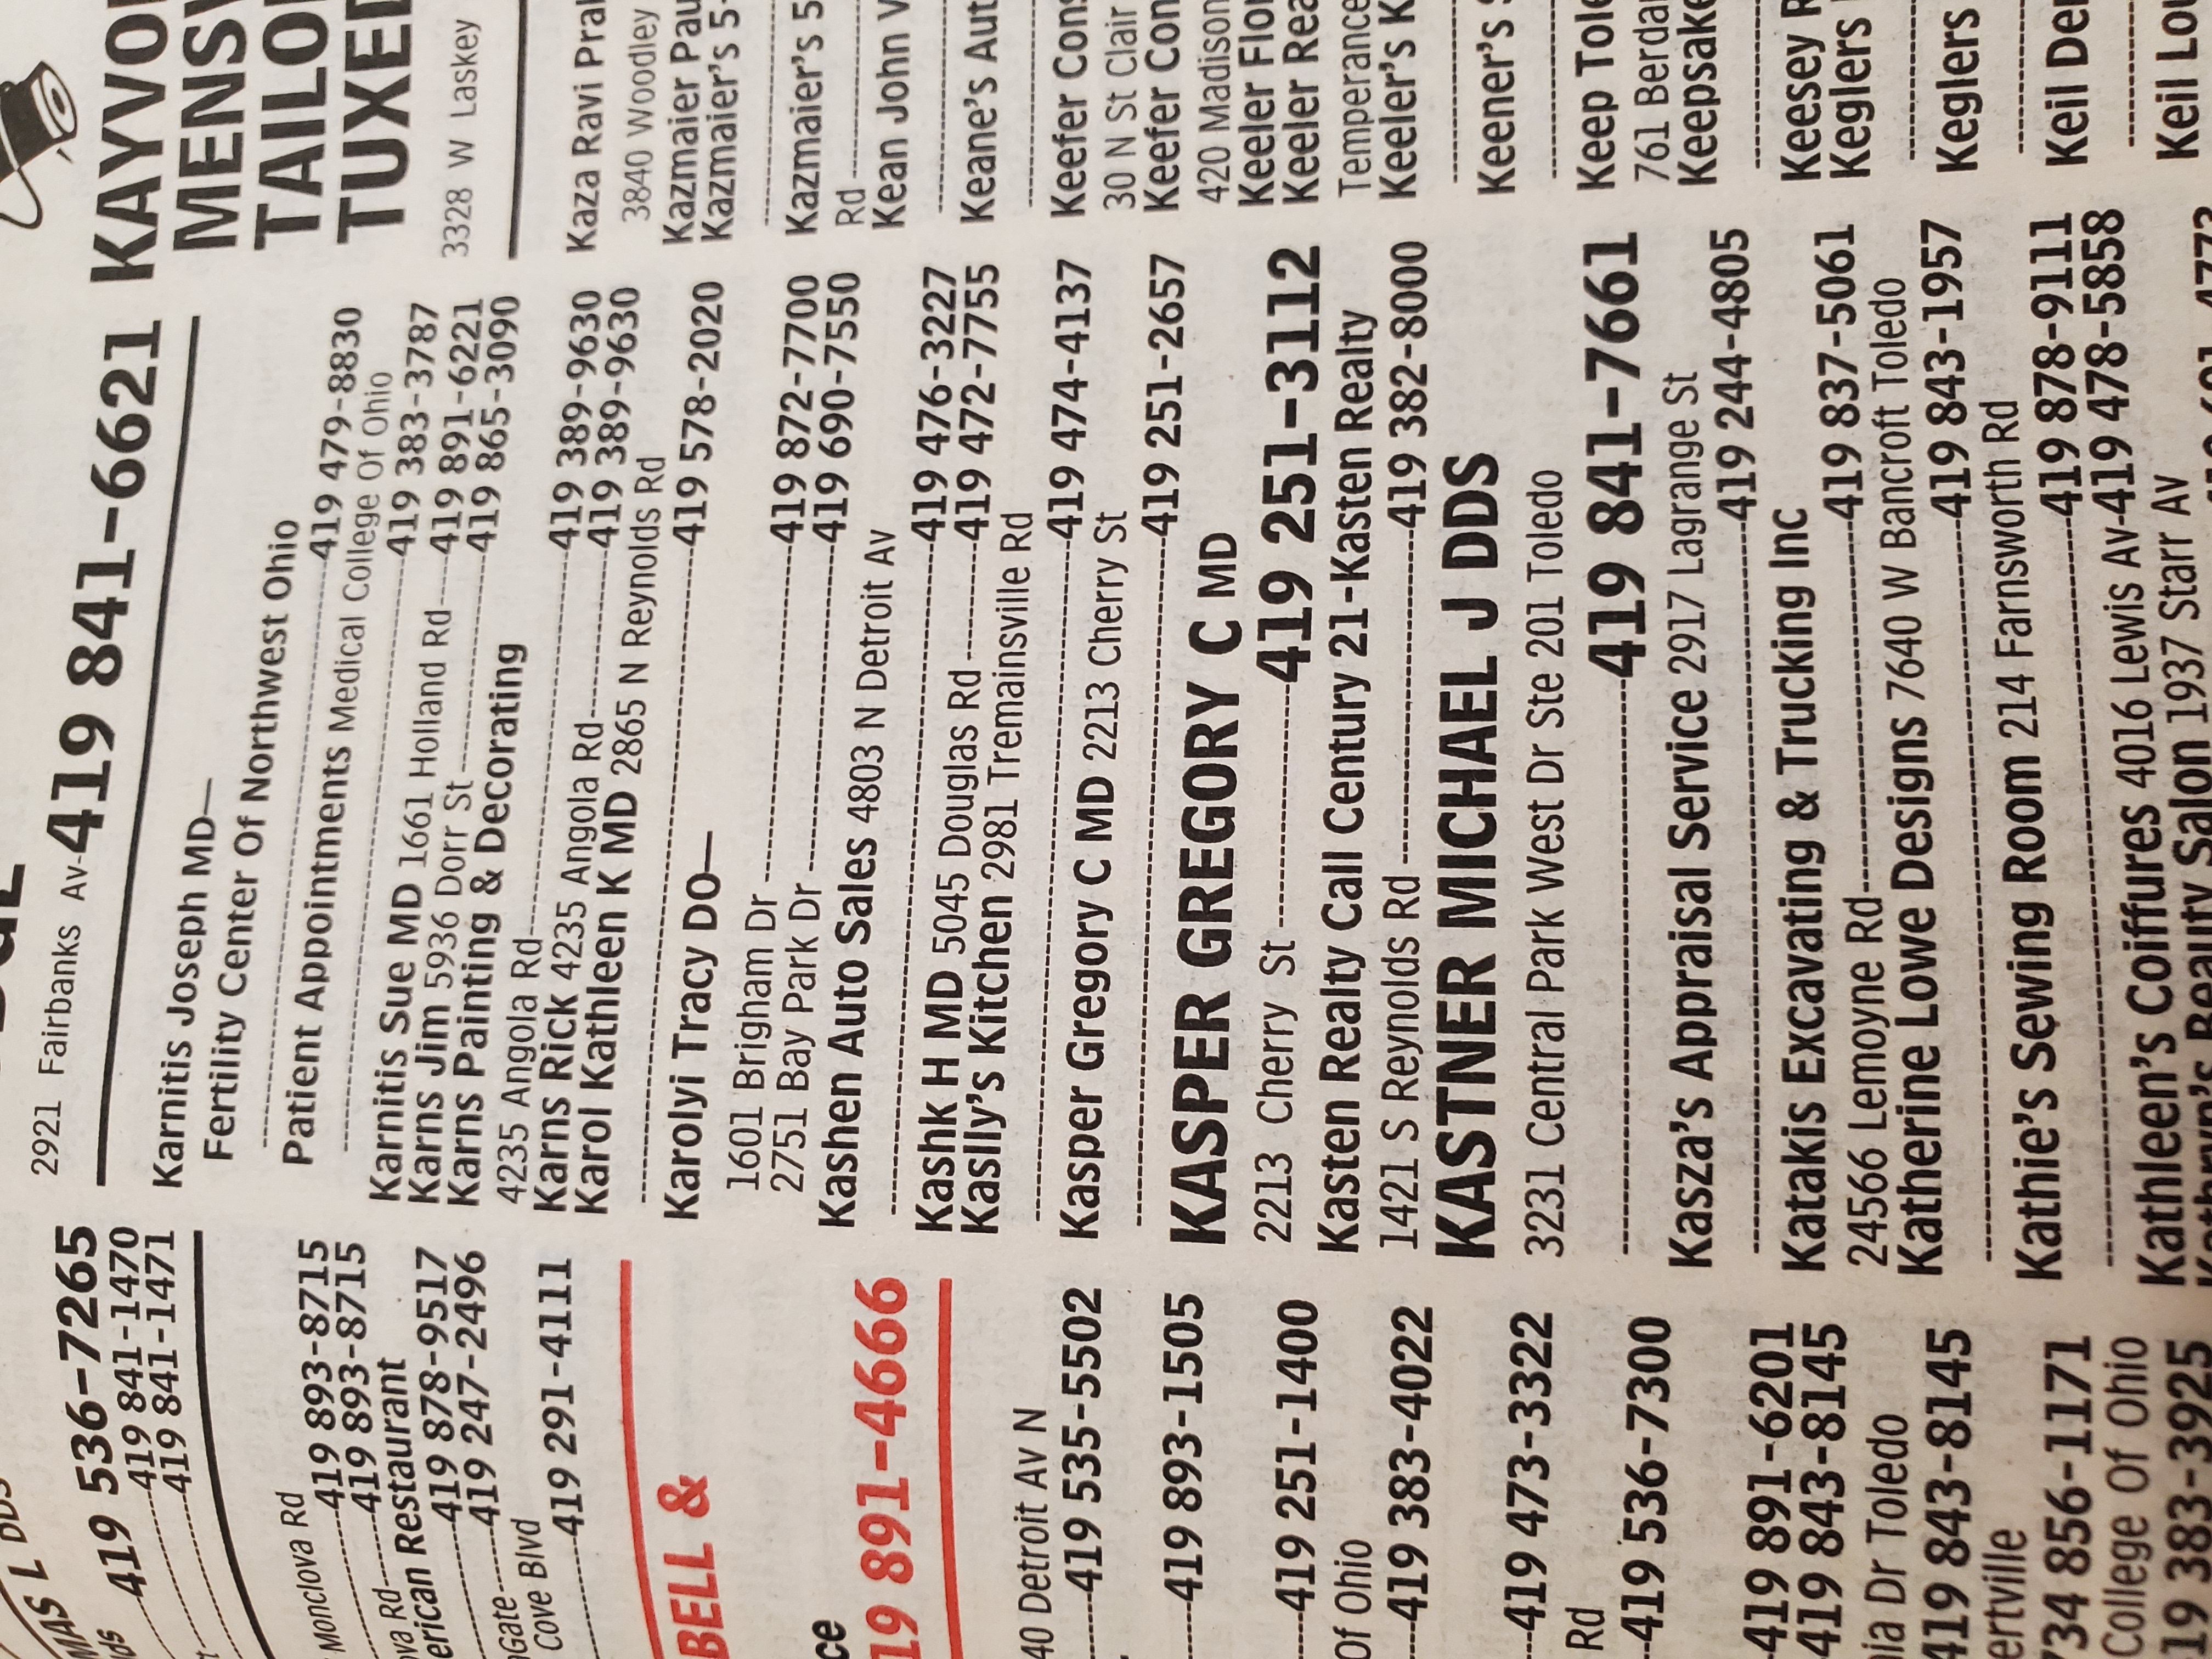 MAS L DDS
419 536-7265
419 841-1470
419 841-1471
Monclova Rd
419 893-8715
Rd 419 893-8715
Restaurant
419 878-9517
Gate 419 247-2496
Cove Blvd
419 291-4111
BELL &
891-4666
40 Detroit Av N
419 535-5502
419 893-1505
419 251-1400
Of Ohio
419 383-4022
419 473-3322
Rd
419 536-7300
419 891-6201
419 843-8145
Dr Toledo
419 843-8145
734 856-1171
College Of Ohio
419 383-3925
2921 Fairbanks Av-419 841-6621
Karnitis Joseph MD—
Fertility Center Of Northwest Ohio
419 479-8830
Patient Appointments Medical College Of Ohio
419 383-3787
Karnitis Sue MD 1661 Holland Rd 419 891-6221
Karns Jim 5936 Dorr St 419 865-3090
Karns Painting & Decorating
4235 Angola Rd 419 389-9630
Karns Rick 4235 Angola Rd 419 389-9630
Karol Kathleen K MD 2865 N Reynolds Rd
419 578-2020
Karolyi Tracy DO—
1601 Brigham Dr 419 872-7700
2751 Bay Park Dr 419 690-7550
Kashen Auto Sales 4803 N Detroit Av
419 476-3227
Kashk H MD 5045 Douglas Rd 419 472-7755
Kasily's Kitchen 2981 Tremainsville Rd
419 474-4137
Kasper Gregory C MD 2213 Cherry St
419 251-2657
KASPER GREGORY C MD
2213 Cherry St 419 251-3112
Kasten Realty Call Century 21-Kasten Realty
1421 S Reynolds Rd 419 382-8000
KASTNER MICHAEL J DDS
3231 Central Park West Dr Ste 201 Toledo
419 841-7661
Kasza's Appraisal Service 2917 Lagrange St
419 244-4805
Katakis Excavating & Trucking Inc
24566 Lemoyne Rd 419 837-5061
Katherine Lowe Designs 7640 W Bancroft Toledo
419 843-1957
Kathie's Sewing Room 214 Farnsworth Rd
419 878-9111
Kathleen's Coiffures 4016 Lewis Av-419 478-5858
Beauty Salon 1937 Starr Av
KAYVO
MENSW
TAILO
TUXED
3328 W Laskey
Kaza Ravi Pra
3840 Woodley
Kazmaier Pau
Kazmaier's 5-
Kazmaier's 5
Rd
Kean John
Keane's Aut
Keefer Con
30 N St Clair
Keefer Con
420 Madison
Keeler Flo
Keeler Rea
Temperance
Keeler's K
Keener's
Keep Tole
761 Berda
Keepsake
Keesey R
Keglers
Keglers
Keil De
Keil Lou